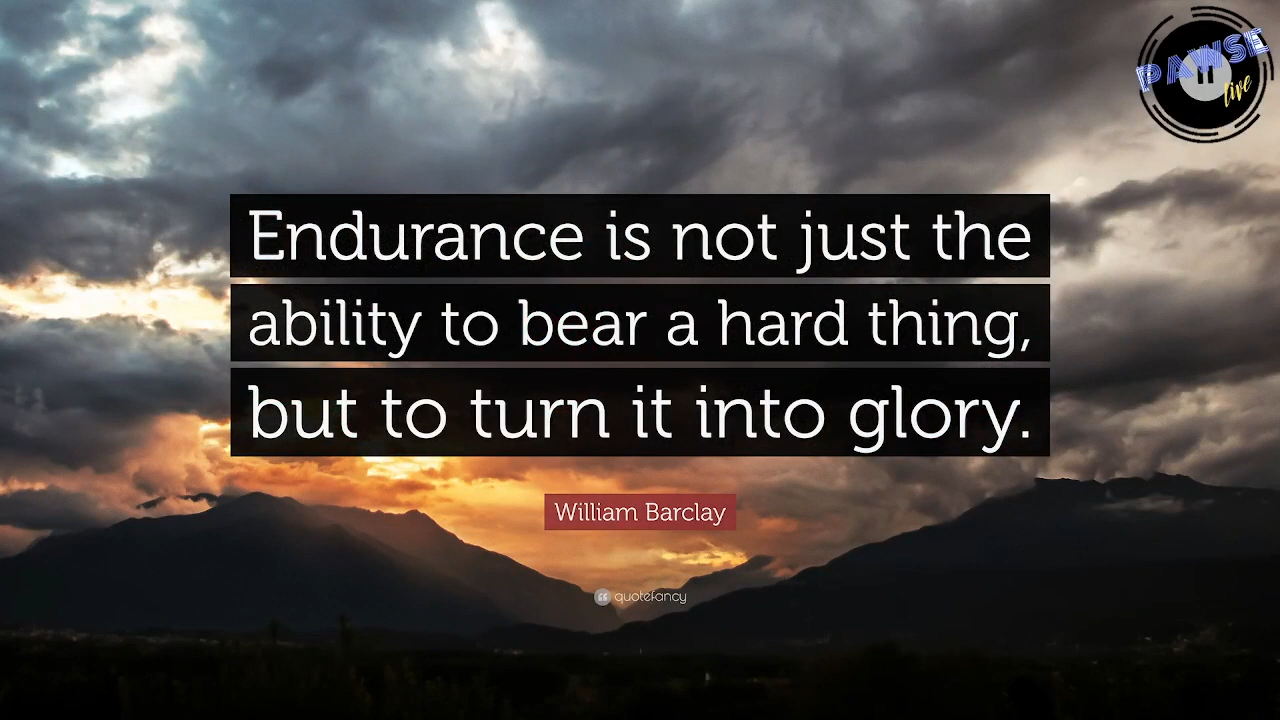 PAWSE
live
Endurance is not just the
ability to bear a hard thing,
but to turn it into glory.
William Barclay
quotefancy